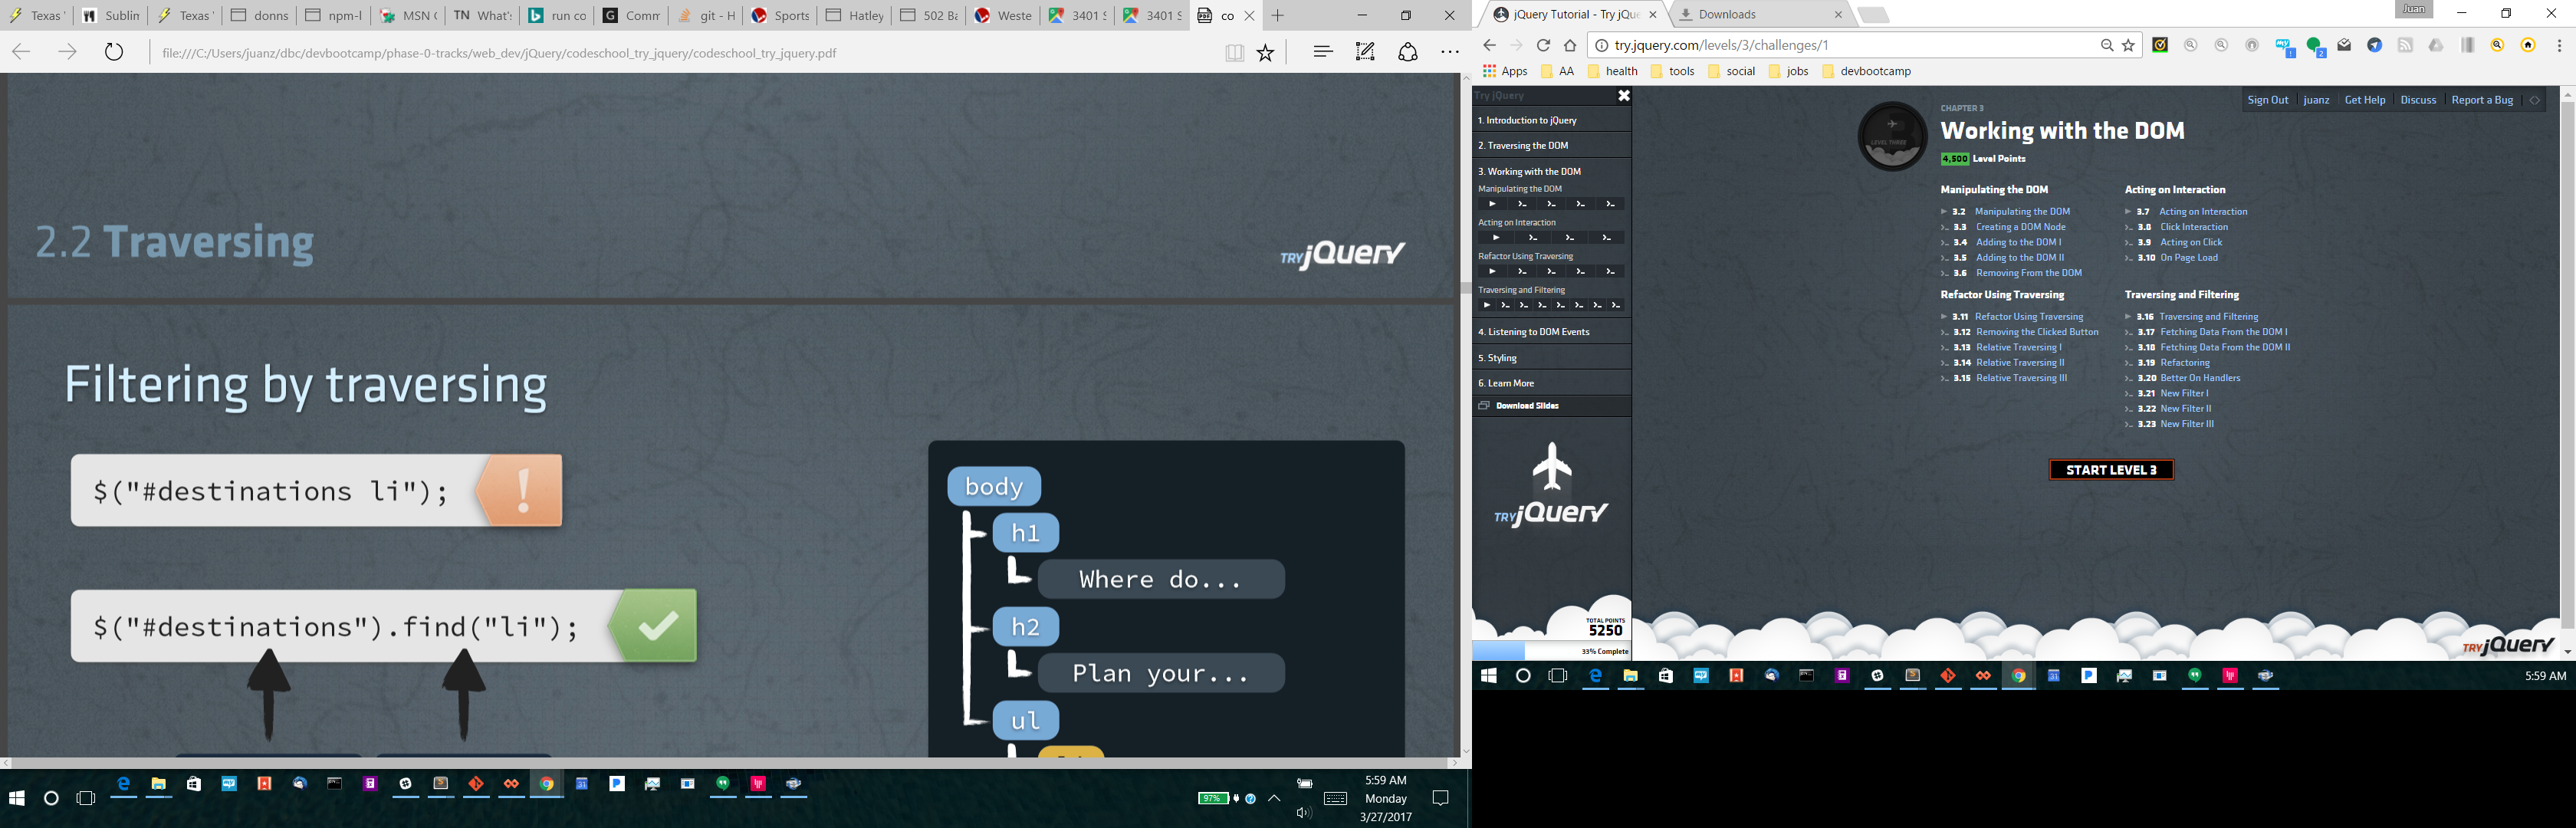 Texas
Sublim
Texas
donns
npm-l
MSN
TN What's
run co
G Comm
git - H
Sports
Hatley
502 Ba
Weste
3401 S
3401 S
co
file:///C:/Users/juanz/dbc/devbootcamp/phase-0-tracks/web_dev/jQuery/codeschool_try_jquery/codeschool_try_jquery.pdf
2.2 Traversing
TRY jQuery
Filtering by traversing
$("#destinations li");
$("#destinations").find("li");
body
h1
Where do...
h2
Plan your...
ul
97%
5:59 AM
Monday
3/27/2017
jQuery Tutorial - Try jQue
Downloads
Juan
try.jquery.com/levels/3/challenges/1
Apps AA health tools social jobs devbootcamp
Try jQuery
1. Introduction to jQuery
2. Traversing the DOM
3. Working with the DOM
Manipulating the DOM
Acting on Interaction
Refactor Using Traversing
Traversing and Filtering
4. Listening to DOM Events
5. Styling
6. Learn More
Download Slides
TRY jQuery
TOTAL POINTS
5250
33% Complete
Sign Out juanz Get Help Discuss Report a Bug
LEVEL THREE
CHAPTER 3
Working with the DOM
4,500 Level Points
Manipulating the DOM
3.2 Manipulating the DOM
3.3 Creating a DOM Node
3.4 Adding to the DOM I
3.5 Adding to the DOM II
3.6 Removing From the DOM
Acting on Interaction
3.7 Acting on Interaction
3.8 Click Interaction
3.9 Acting on Click
3.10 On Page Load
Refactor Using Traversing
3.11 Refactor Using Traversing
3.12 Removing the Clicked Button
3.13 Relative Traversing I
3.14 Relative Traversing II
3.15 Relative Traversing III
Traversing and Filtering
3.16 Traversing and Filtering
3.17 Fetching Data From the DOM I
3.18 Fetching Data From the DOM II
3.19 Refactoring
3.20 Better On Handlers
3.21 New Filter I
3.22 New Filter II
3.23 New Filter III
START LEVEL 3
TRY jQuery
5:59 AM